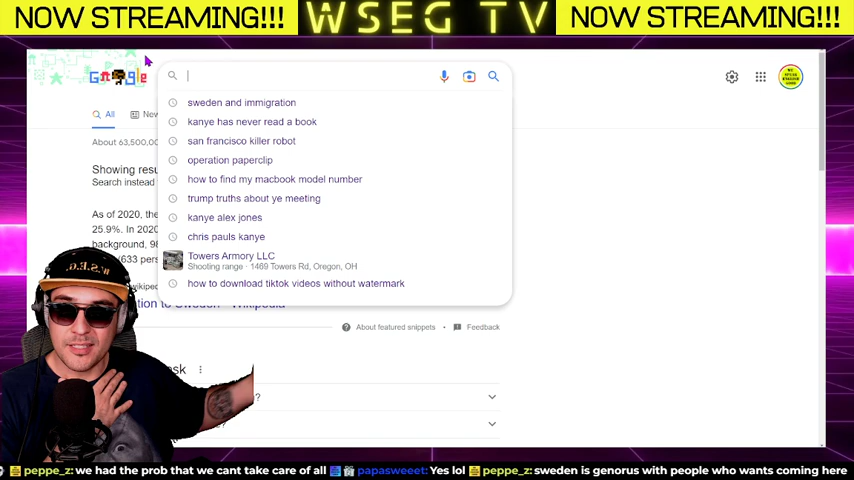 NOW STREAMING!!!
WSEG TV
NOW STREAMING!!!
Google
sweden and immigration
kanye has never read a book
san francisco killer robot
operation paperclip
how to find my macbook model number
trump truths about ye meeting
kanye alex jones
chris pauls kanye
Towers Armory LLC
Shooting range · 1469 Towers Rd, Oregon, OH
how to download tiktok videos without watermark
All
New
About 63,500,00
Showing resu
Search instead
As of 2020, the
25.9%. In 2020
background, 98
(633 pers
About featured snippets
Feedback
W.S.E.G.
peppe_z: we had the prob that we cant take care of all papasweeet: Yes lol peppe_z: sweden is genorus with people who wants coming here